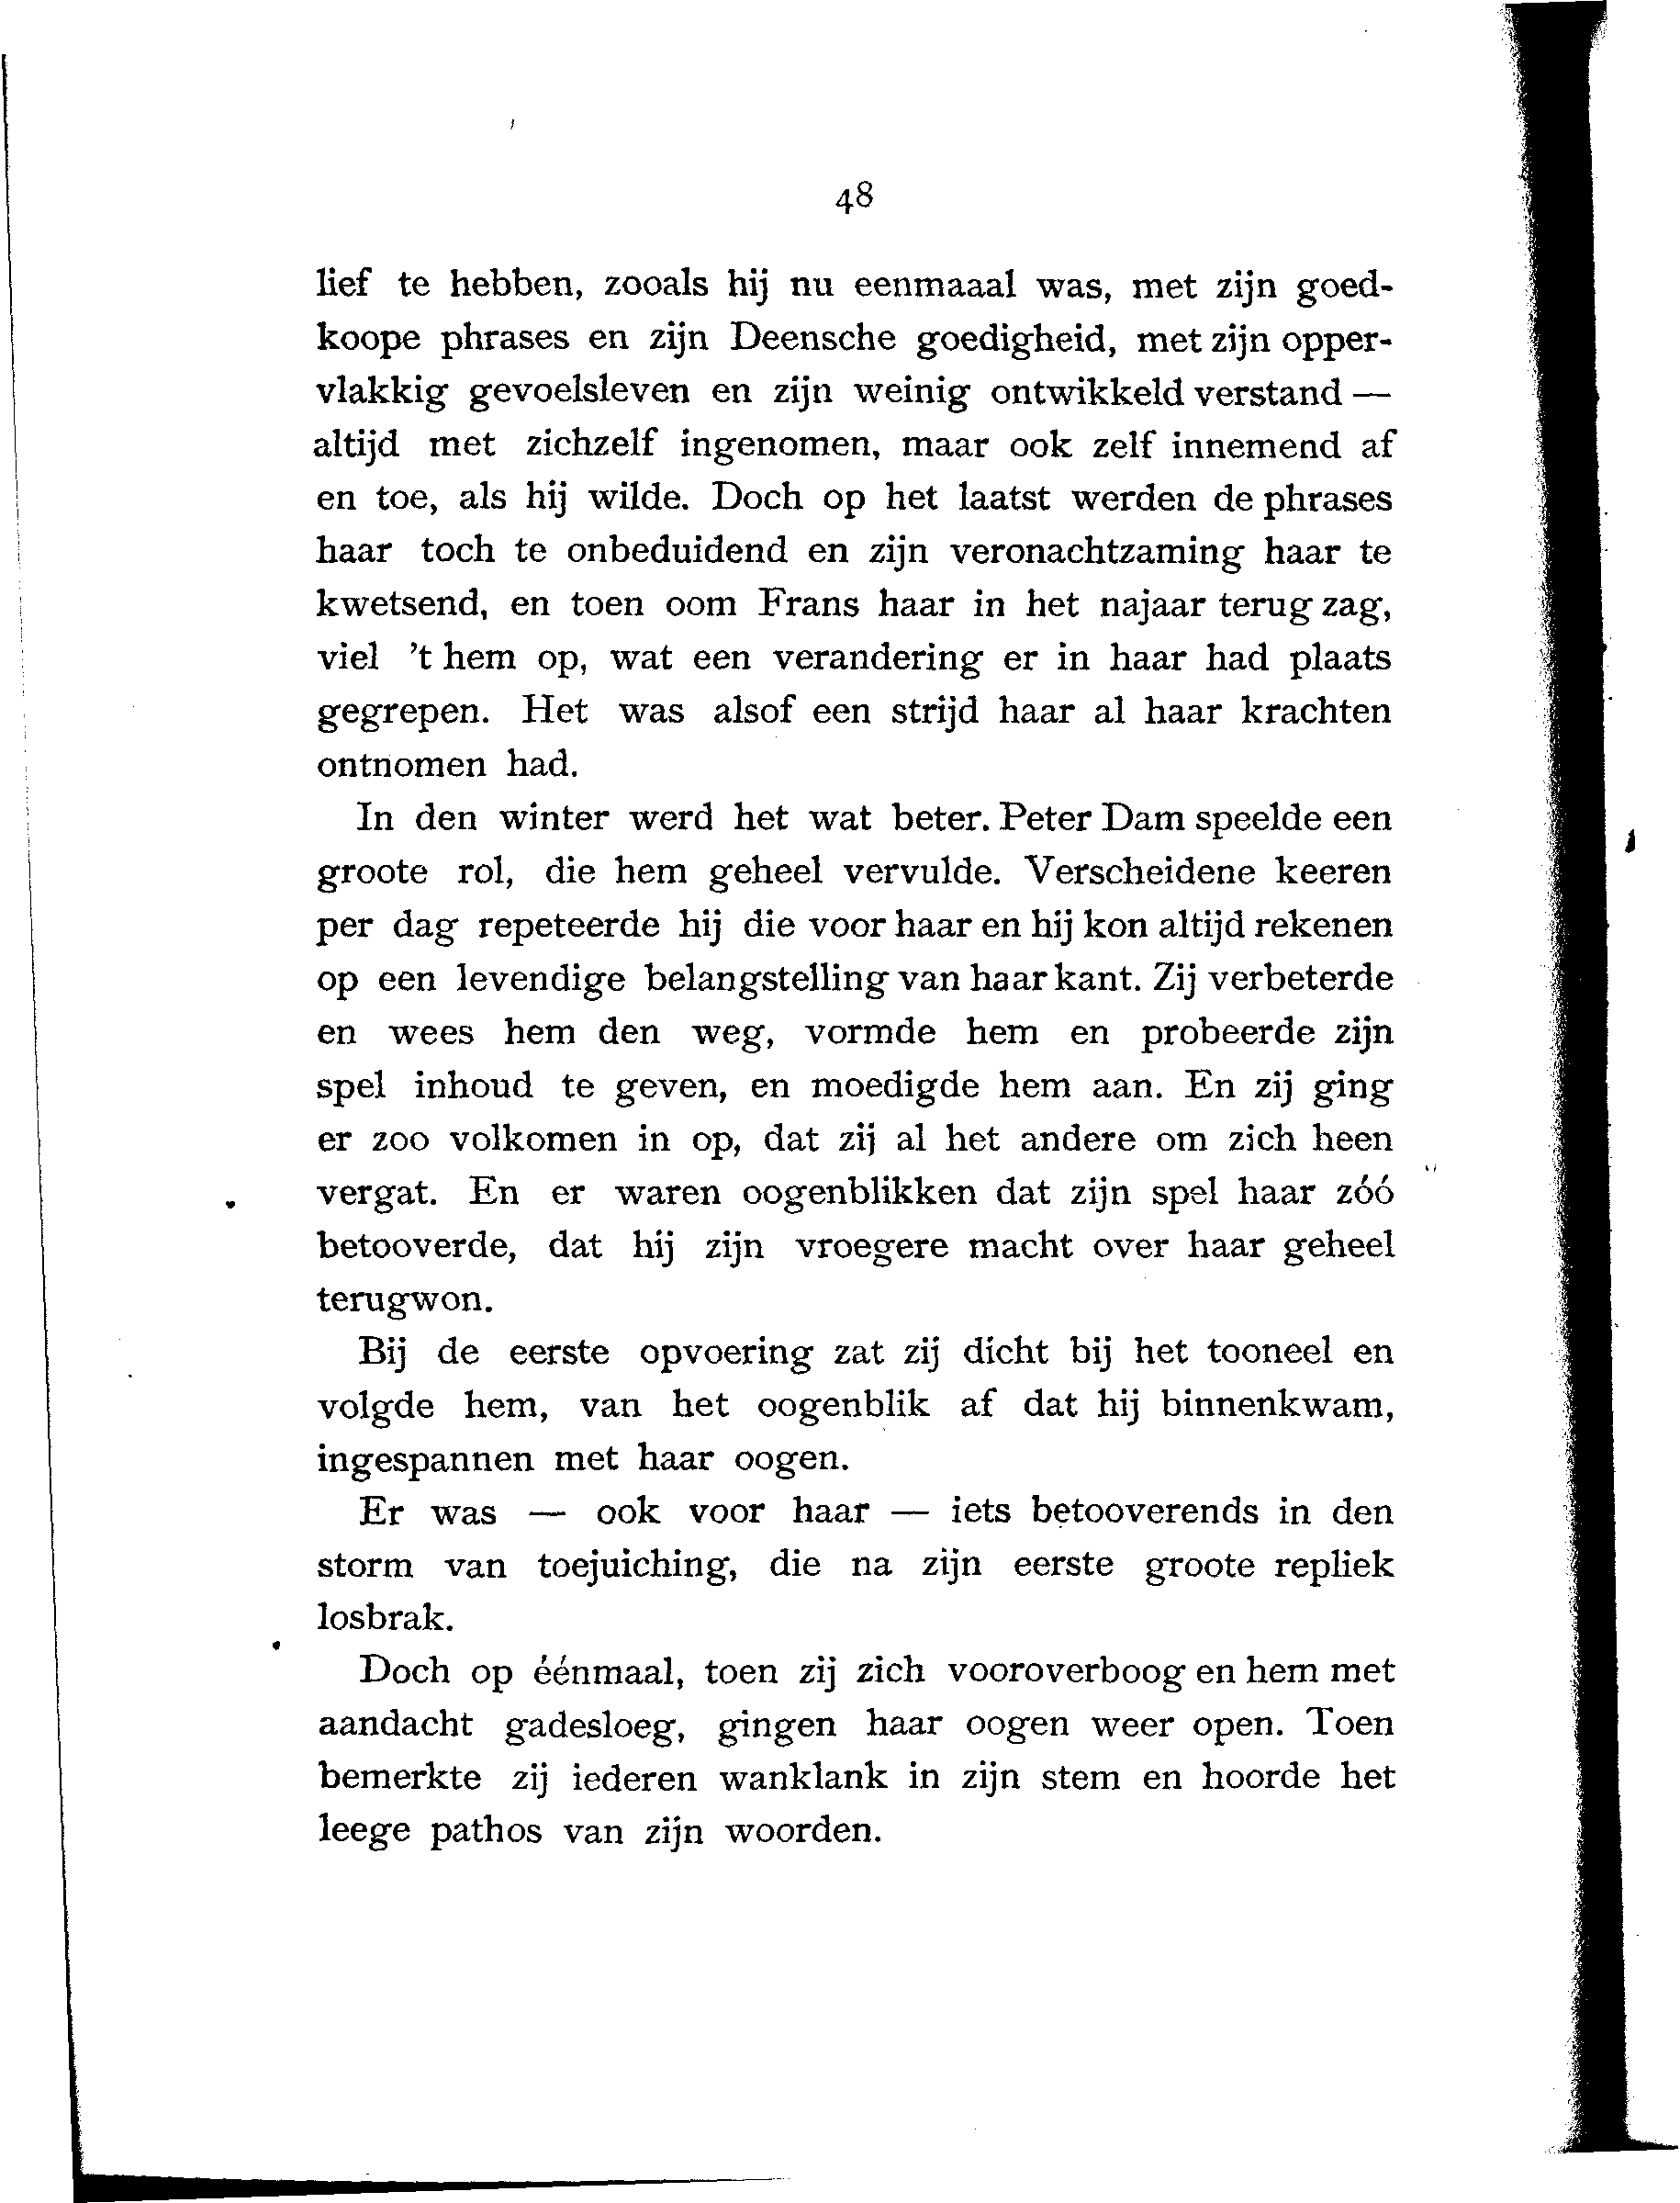 48
lief te hebben, zooals hij nu eenmaaal was, met zijn goed-
koope phrases en zijn Deensche goedigheid, met zijn opper-
vlakkig gevoelsleven en zijn weinig ontwikkeld verstand —
altijd met zichzelf ingenomen, maar ook zelf innemend af
en toe, als hij wilde. Doch op het laatst werden de phrases
haar toch te onbeduidend en zijn veronachtzaming haar te
kwetsend, en toen oom Frans haar in het najaar terug zag,
viel 't hem op, wat een verandering er in haar had plaats
gegrepen. Het was alsof een strijd haar al haar krachten
ontnomen had.
In den winter werd het wat beter. Peter Dam speelde een
groote rol, die hem geheel vervulde. Verscheidene keeren
per dag repeteerde hij die voor haar en hij kon altijd rekenen
op een levendige belangstelling van haar kant. Zij verbeterde
en wees hem den weg, vormde hem en probeerde zijn
spel inhoud te geven, en moedigde hem aan. En zij ging
er zoo volkomen in op, dat zij al het andere om zich heen
vergat. En er waren oogenblikken dat zijn spel haar zóó
betooverde, dat hij zijn vroegere macht over haar geheel
terugwon.
Bij de eerste opvoering zat zij dicht bij het tooneel en
volgde hem, van het oogenblik af dat hij binnenkwam,
ingespannen met haar oogen.
Er was — ook voor haar — iets betooverends in den
storm van toejuiching, die na zijn eerste groote repliek
losbrak.
Doch op éénmaal, toen zij zich vooroverboog en hem met
aandacht gadesloeg, gingen haar oogen weer open. Toen
bemerkte zij iederen wanklank in zijn stem en hoorde het
leege pathos van zijn woorden.